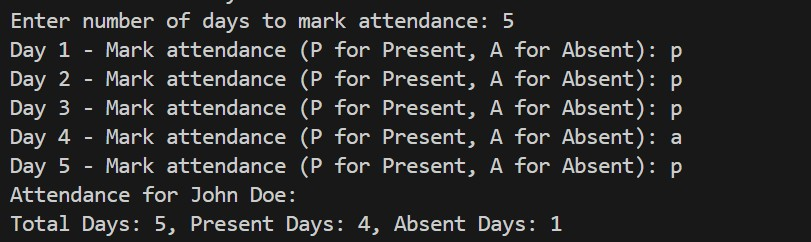 Enter number of days to mark attendance: 5
Day 1 - Mark attendance (P for Present, A for Absent): p
Day 2 - Mark attendance (P for Present, A for Absent): p
Day 3 - Mark attendance (P for Present, A for Absent): p
Day 4 - Mark attendance (P for Present, A for Absent): a
Day 5 - Mark attendance (P for Present, A for Absent): p
Attendance for John Doe:
Total Days: 5, Present Days: 4, Absent Days: 1